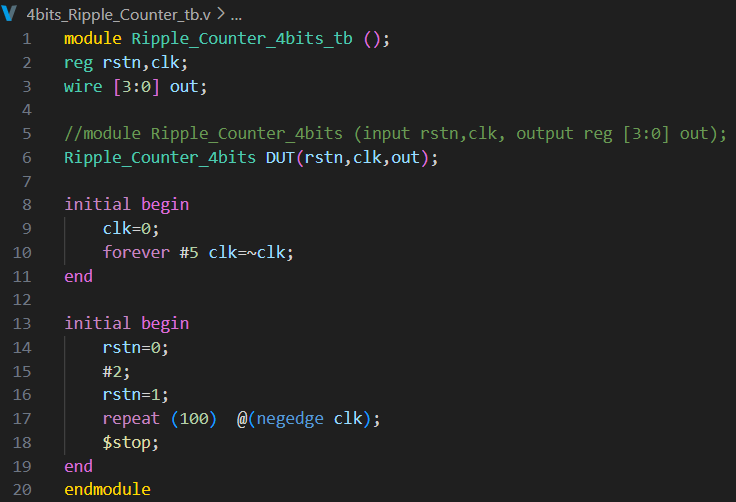 4bits_Ripple_Counter_tb.v > ...
1 module Ripple_Counter_4bits_tb ();
2 reg rstn,clk;
3 wire [3:0] out;
4
5 //module Ripple_Counter_4bits (input rstn,clk, output reg [3:0] out);
6 Ripple_Counter_4bits DUT(rstn,clk,out);
7
8 initial begin
9     clk=0;
10     forever #5 clk=~clk;
11 end
12
13 initial begin
14     rstn=0;
15     #2;
16     rstn=1;
17     repeat (100)  @(negedge clk);
18     $stop;
19 end
20 endmodule